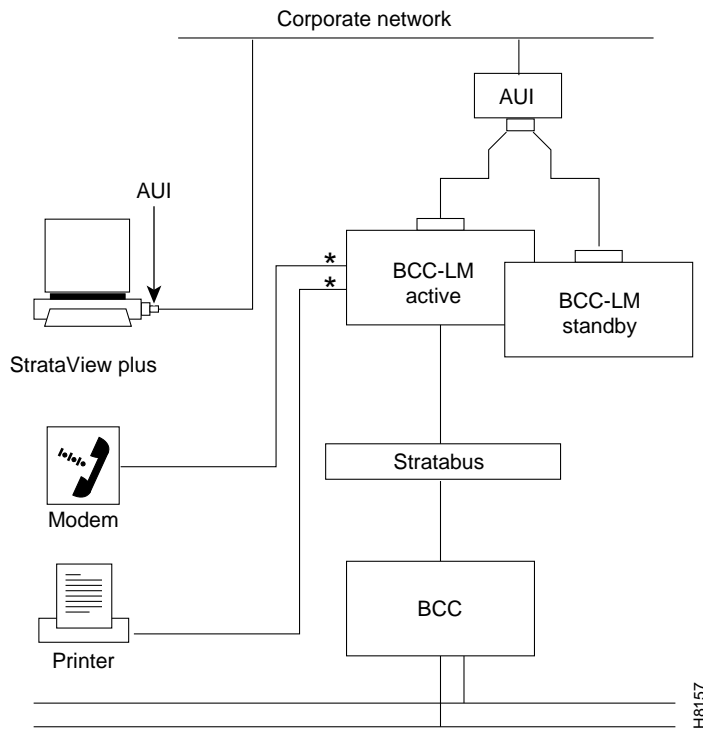 Corporate network
AUI
AUI
*
*
BCC-LM
active
BCC-LM
standby
StrataView plus
Stratabus
Modem
BCC
Printer
H8157